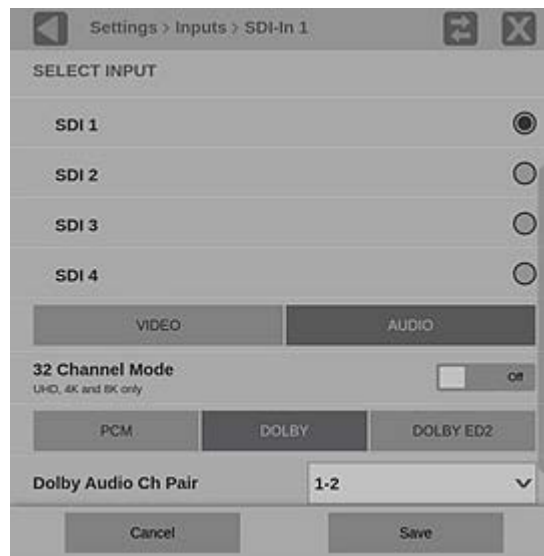 Settings > Inputs > SDI-In 1
SELECT INPUT
SDI 1
SDI 2
SDI 3
SDI 4
VIDEO AUDIO
32 Channel Mode Off
UHD, 4K and 8K only
PCM DOLBY DOLBY ED2
Dolby Audio Ch Pair 1-2
Cancel Save